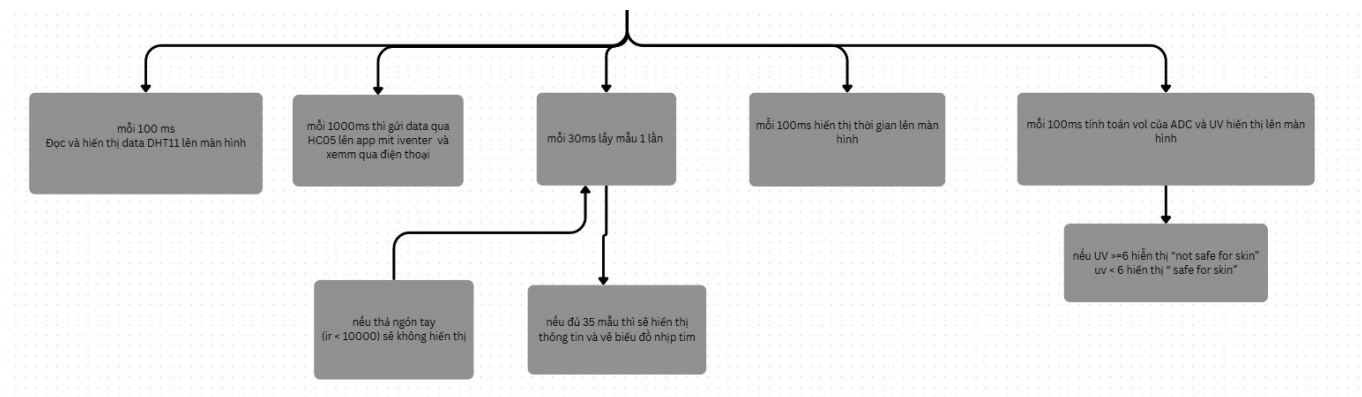 mỗi 100 ms
Đọc và hiển thị data DHT11 lên màn hình
mỗi 1000ms thì gửi data qua
HC05 lên app mit iventer và
xemm qua điện thoại
mỗi 30ms lấy mẫu 1 lần
mỗi 100ms hiển thị thời gian lên màn
hình
mỗi 100ms tính toán vol của ADC và UV hiển thị lên màn
hình
nếu UV >=6 hiển thị “not safe for skin”
uv < 6 hiển thị “ safe for skin”
nếu thả ngón tay
(ir < 10000) sẽ không hiển thị
nếu đủ 35 mẫu thì sẽ hiển thị
thông tin và vẽ biểu đồ nhịp tim